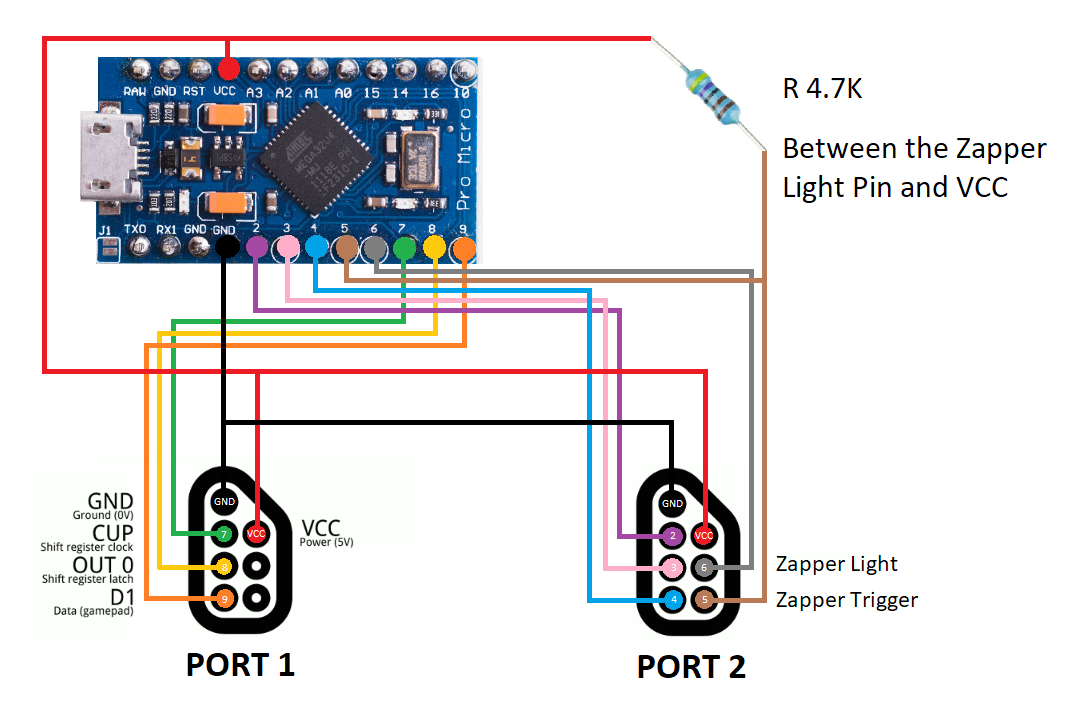 R 4.7K
Between the Zapper
Light Pin and VCC
RAW GND RST VCC A3 A2 A1 A0 15 14 16 10
MEGA32U4
Pro Micro
J1 TXO RX1 GND GND 2 3 4 5 6 7 8 9
GND
Ground (0V)
CUP
Shift register clock
OUT 0
Shift register latch
D1
Data (gamepad)
GND
7 VCC
8
9
VCC
Power (5V)
GND
2 VCC
3 6
4 5
Zapper Light
Zapper Trigger
PORT 1
PORT 2